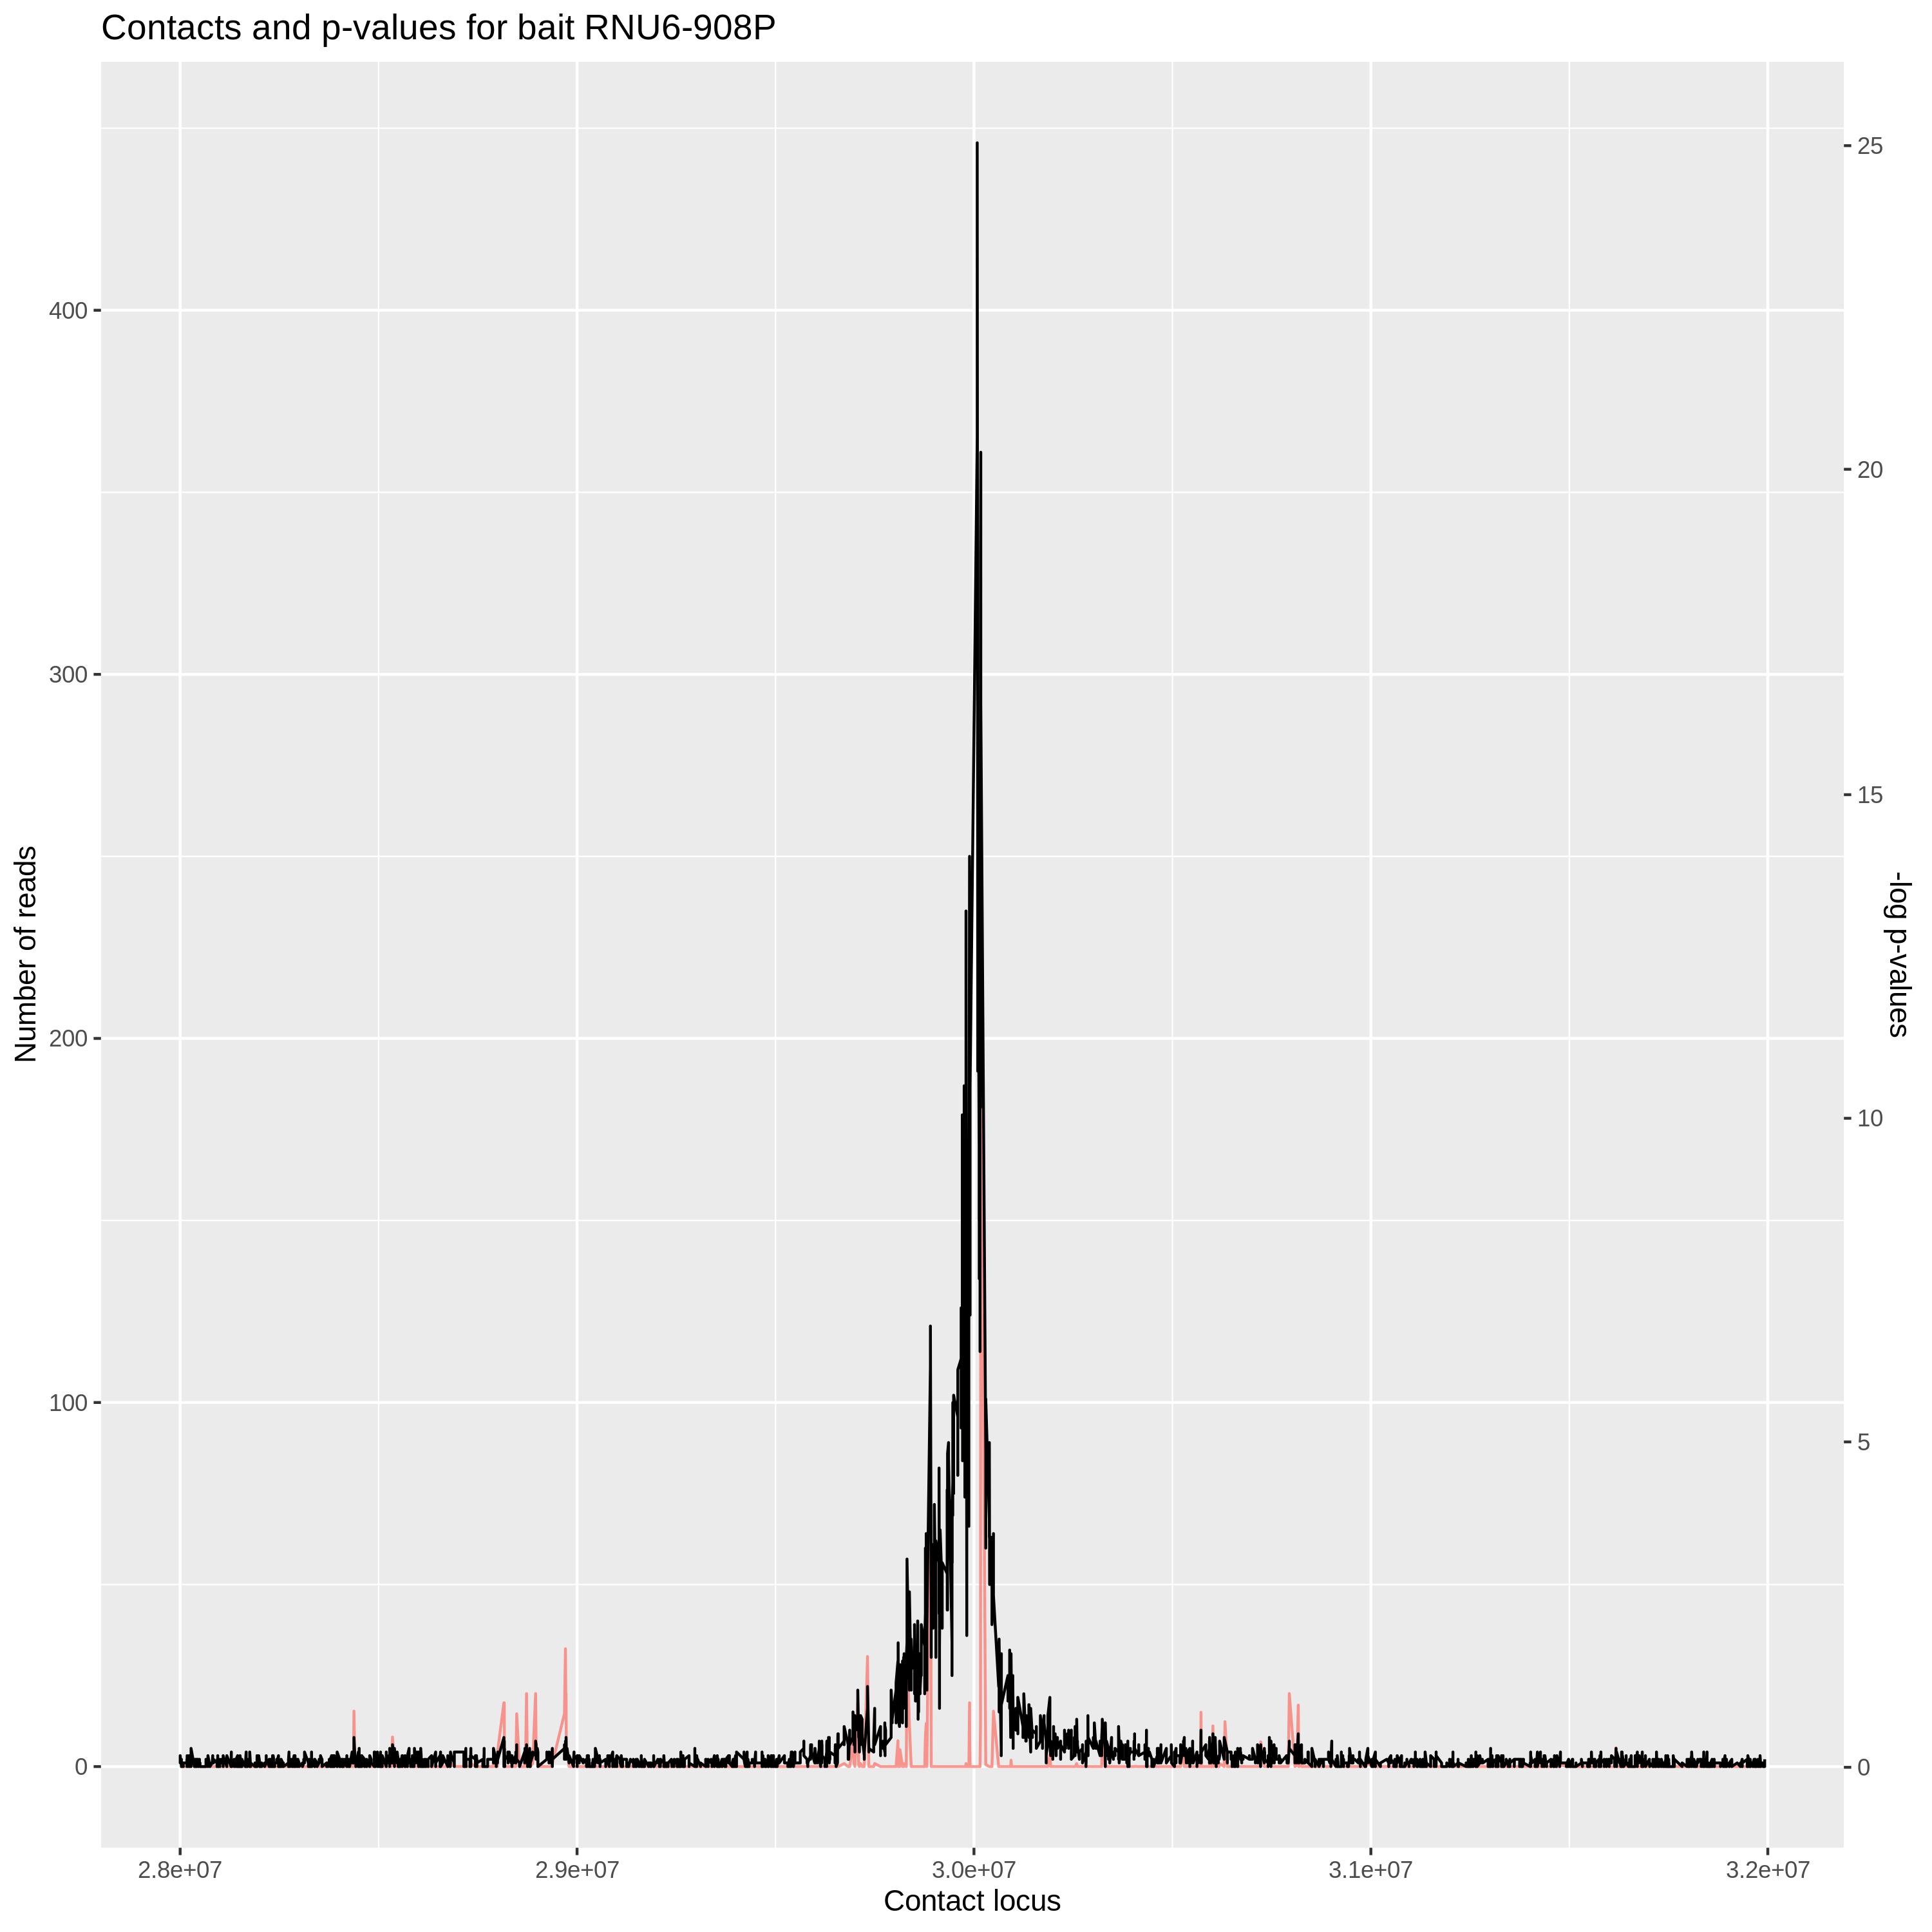 Contacts and p-values for bait RNU6-908P
400
300
200
100
0
25
20
15
10
5
0
Number of reads
-log p-values
2.8e+07
2.9e+07
3.0e+07
3.1e+07
3.2e+07
Contact locus